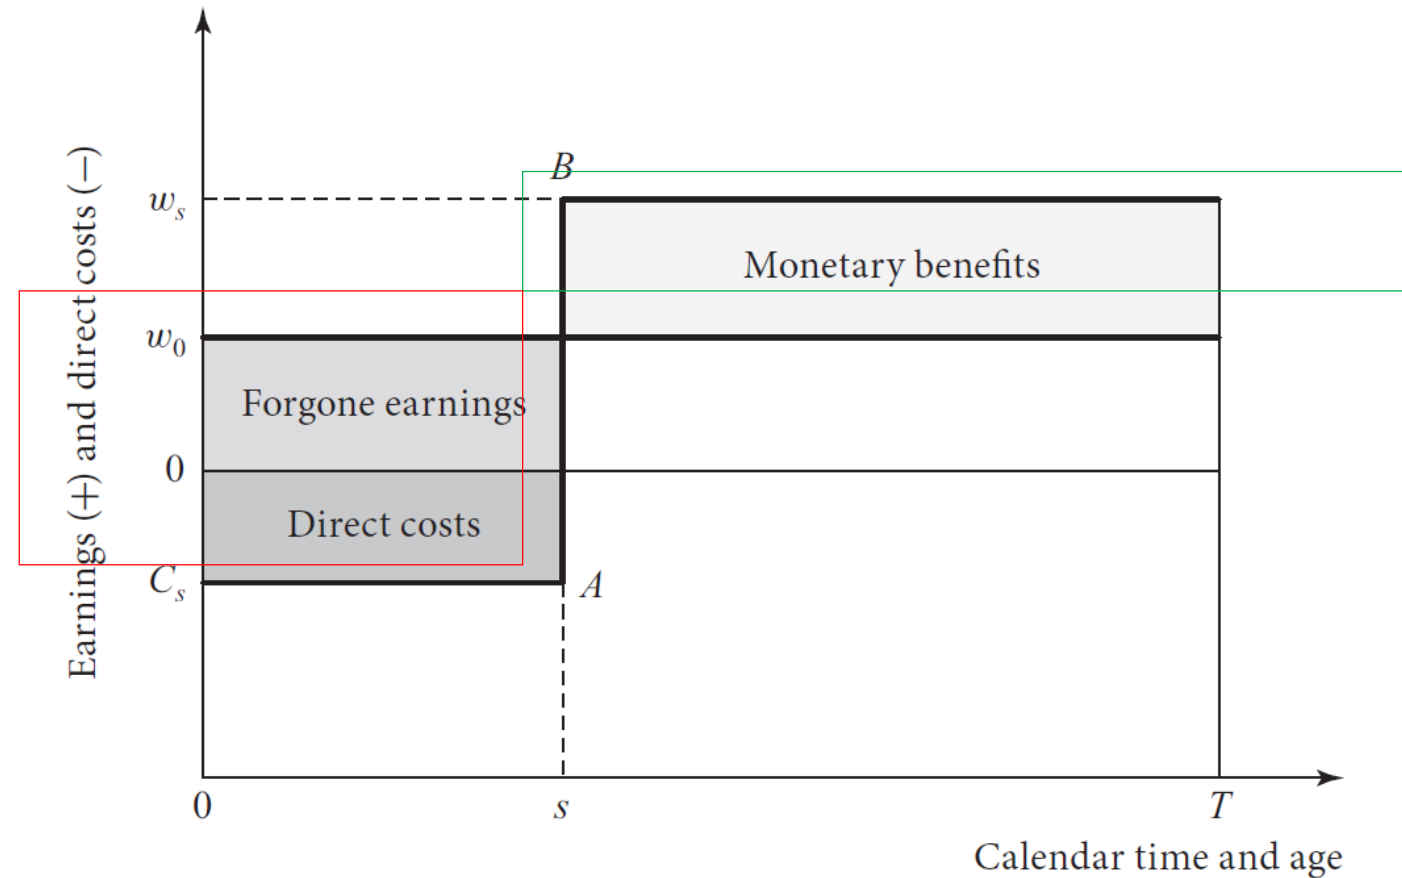 Earnings (+) and direct costs (−)
B
w_s
Monetary benefits
w_0
Forgone earnings
0
Direct costs
C_s
A
0
s
T
Calendar time and age